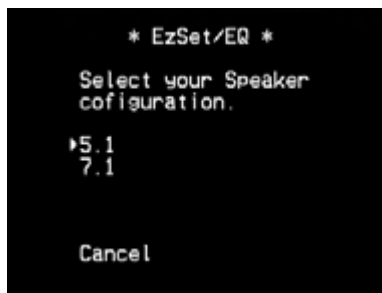 * EzSet/EQ *
Select your Speaker
cofiguration.
▶5.1
7.1
Cancel